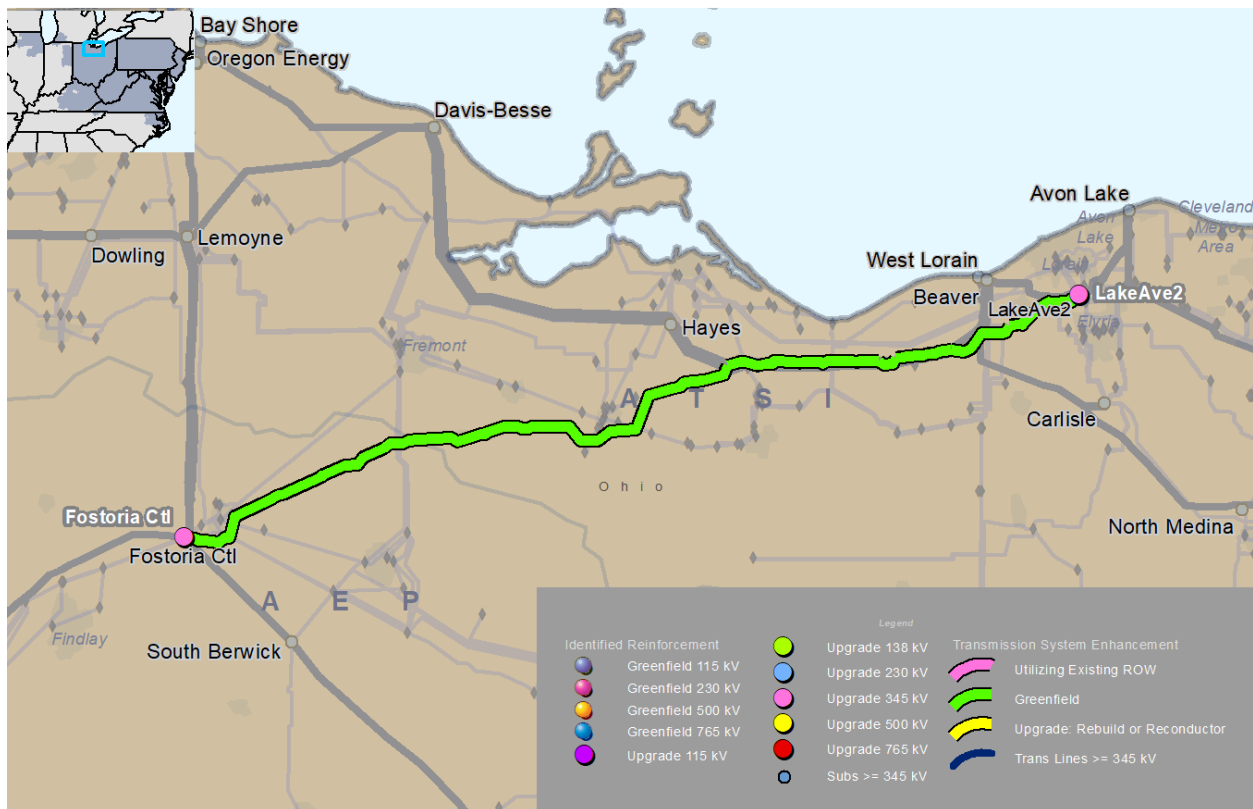 Bay Shore
Oregon Energy
Davis-Besse
Avon Lake
Avon
Lake
Cleveland
Metro
Area
Lemoyne
Dowling
West Lorain
Lorain
Beaver
LakeAve2
LakeAve2
Elyria
Hayes
Fremont
A T S I
Carlisle
Ohio
Fostoria Ctl
Fostoria Ctl
North Medina
A E P
Findlay
South Berwick
Legend
Identified Reinforcement
Greenfield 115 kV
Greenfield 230 kV
Greenfield 500 kV
Greenfield 765 kV
Upgrade 115 kV
Upgrade 138 kV
Upgrade 230 kV
Upgrade 345 kV
Upgrade 500 kV
Upgrade 765 kV
Subs >= 345 kV
Transmission System Enhancement
Utilizing Existing ROW
Greenfield
Upgrade: Rebuild or Reconductor
Trans Lines >= 345 kV